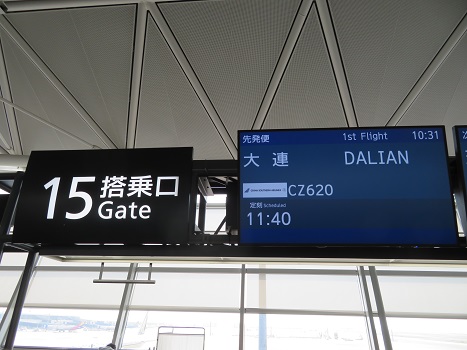 15 搭乗口
Gate
先発便 1st Flight 10:31
大連 DALIAN
CZ620
定刻 Scheduled
11:40